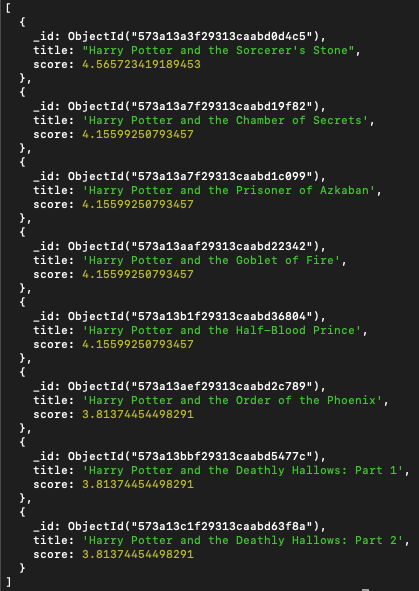 [
  {
    _id: ObjectId("573a13a3f29313caabd0d4c5"),
    title: "Harry Potter and the Sorcerer's Stone",
    score: 4.565723419189453
  },
  {
    _id: ObjectId("573a13a7f29313caabd19f82"),
    title: 'Harry Potter and the Chamber of Secrets',
    score: 4.15599250793457
  },
  {
    _id: ObjectId("573a13a7f29313caabd1c099"),
    title: 'Harry Potter and the Prisoner of Azkaban',
    score: 4.15599250793457
  },
  {
    _id: ObjectId("573a13aaf29313caabd22342"),
    title: 'Harry Potter and the Goblet of Fire',
    score: 4.15599250793457
  },
  {
    _id: ObjectId("573a13b1f29313caabd36804"),
    title: 'Harry Potter and the Half-Blood Prince',
    score: 4.15599250793457
  },
  {
    _id: ObjectId("573a13aef29313caabd2c789"),
    title: 'Harry Potter and the Order of the Phoenix',
    score: 3.81374454498291
  },
  {
    _id: ObjectId("573a13bbf29313caabd5477c"),
    title: 'Harry Potter and the Deathly Hallows: Part 1',
    score: 3.81374454498291
  },
  {
    _id: ObjectId("573a13c1f29313caabd63f8a"),
    title: 'Harry Potter and the Deathly Hallows: Part 2',
    score: 3.81374454498291
  }
]